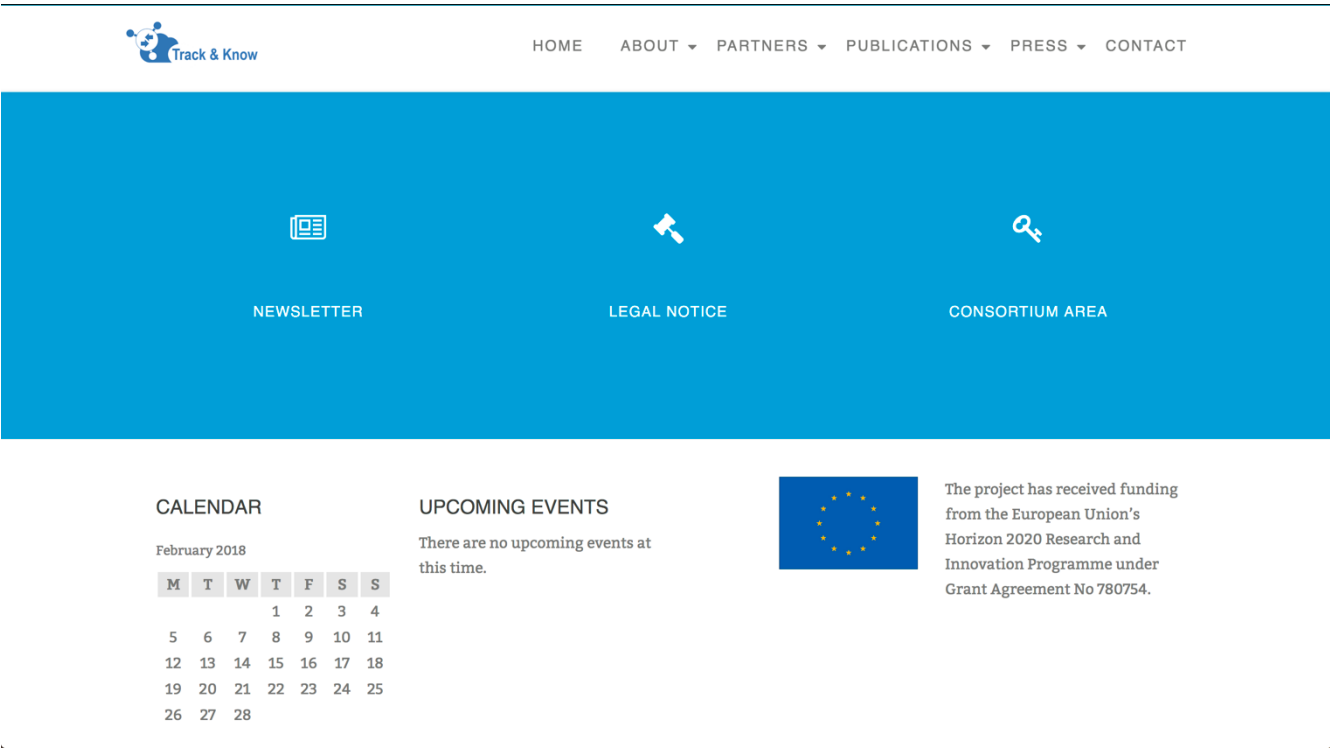 Track & Know
HOME ABOUT PARTNERS PUBLICATIONS PRESS CONTACT
NEWSLETTER
LEGAL NOTICE
CONSORTIUM AREA
CALENDAR
February 2018
M T W T F S S
1 2 3 4
5 6 7 8 9 10 11
12 13 14 15 16 17 18
19 20 21 22 23 24 25
26 27 28
UPCOMING EVENTS
There are no upcoming events at
this time.
The project has received funding
from the European Union’s
Horizon 2020 Research and
Innovation Programme under
Grant Agreement No 780754.